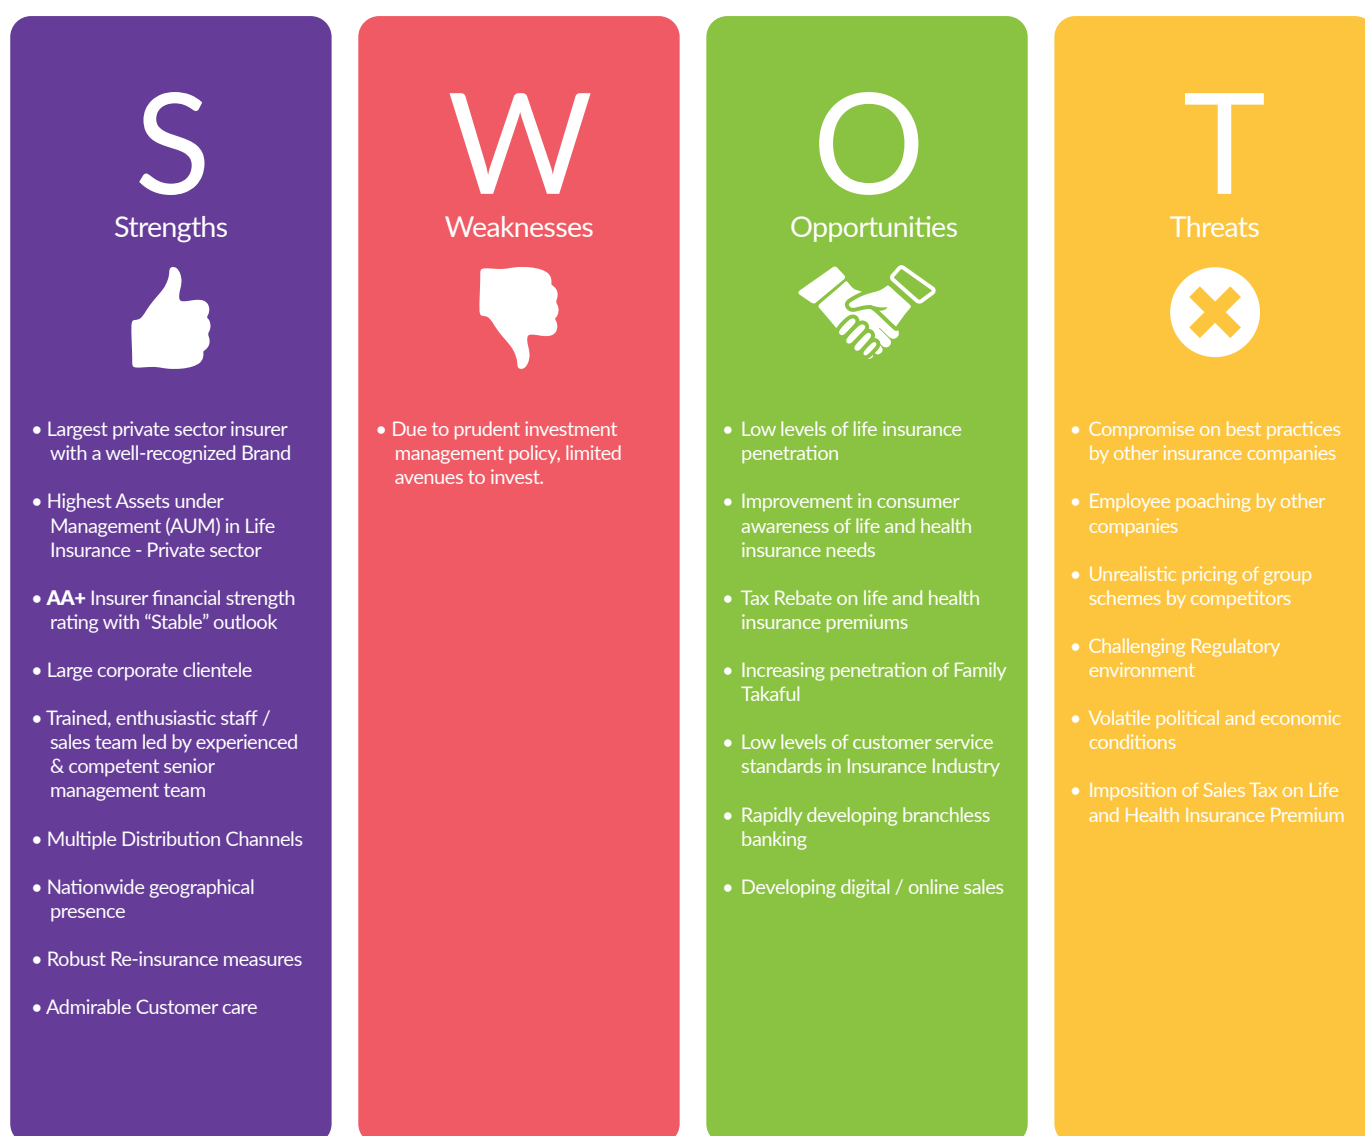 S
Strengths
• Largest private sector insurer
with a well-recognized Brand
• Highest Assets under
Management (AUM) in Life
Insurance - Private sector
• AA+ Insurer financial strength
rating with “Stable” outlook
• Large corporate clientele
• Trained, enthusiastic staff /
sales team led by experienced
& competent senior
management team
• Multiple Distribution Channels
• Nationwide geographical
presence
• Robust Re-insurance measures
• Admirable Customer care
W
Weaknesses
• Due to prudent investment
management policy, limited
avenues to invest.
O
Opportunities
• Low levels of life insurance
penetration
• Improvement in consumer
awareness of life and health
insurance needs
• Tax Rebate on life and health
insurance premiums
• Increasing penetration of Family
Takaful
• Low levels of customer service
standards in Insurance Industry
• Rapidly developing branchless
banking
• Developing digital / online sales
T
Threats
• Compromise on best practices
by other insurance companies
• Employee poaching by other
companies
• Unrealistic pricing of group
schemes by competitors
• Challenging Regulatory
environment
• Volatile political and economic
conditions
• Imposition of Sales Tax on Life
and Health Insurance Premium